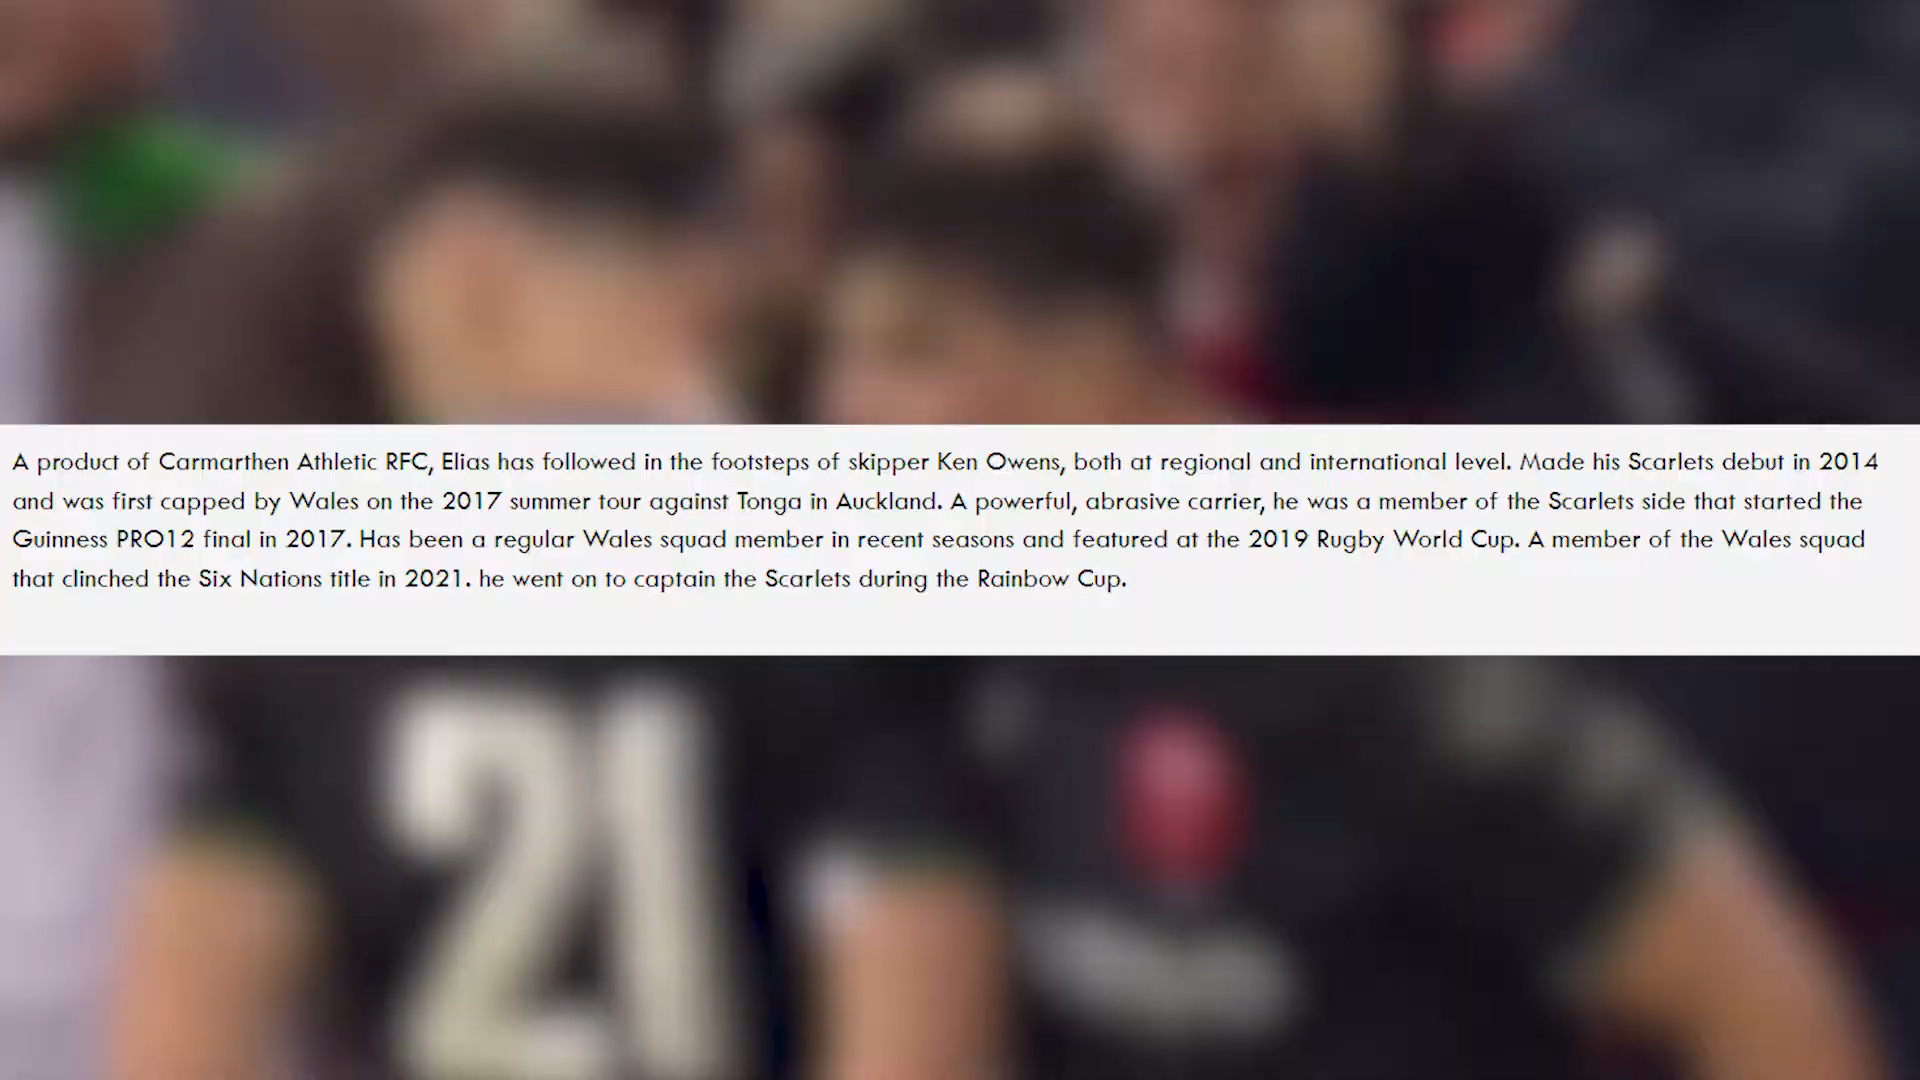 A product of Carmarthen Athletic RFC, Elias has followed in the footsteps of skipper Ken Owens, both at regional and international level. Made his Scarlets debut in 2014
and was first capped by Wales on the 2017 summer tour against Tonga in Auckland. A powerful, abrasive carrier, he was a member of the Scarlets side that started the
Guinness PRO12 final in 2017. Has been a regular Wales squad member in recent seasons and featured at the 2019 Rugby World Cup. A member of the Wales squad
that clinched the Six Nations title in 2021. he went on to captain the Scarlets during the Rainbow Cup.
21